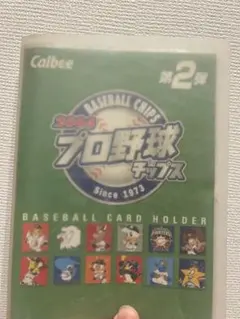 Calbee
第2弾
BASEBALL CHIPS
プロ野球
チップス
Since 1973
BASEBALL CARD HOLDER